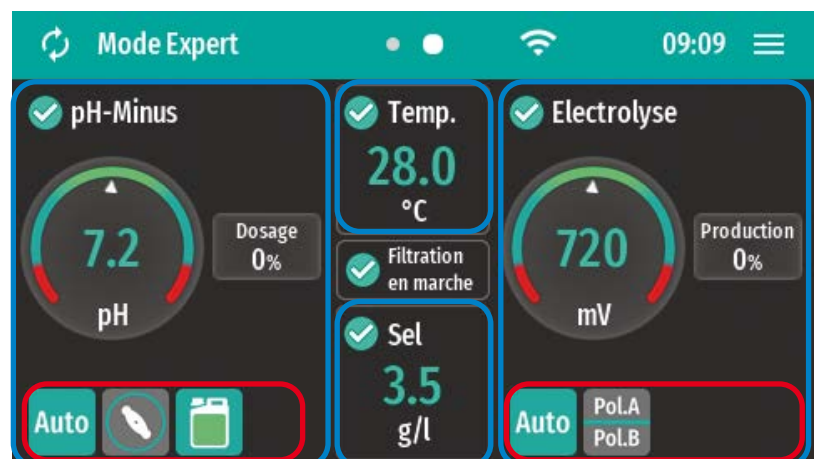 Mode Expert
09:09
pH-Minus
7.2
pH
Dosage
0%
Auto
Temp.
28.0
°C
Filtration
en marche
Sel
3.5
g/l
Electrolyse
720
mV
Production
0%
Auto
Pol.A
Pol.B